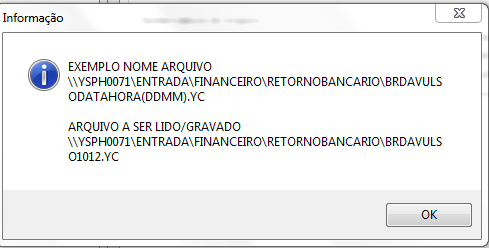 Informação
EXEMPLO NOME ARQUIVO
\\YSPH0071\ENTRADA\FINANCEIRO\RETORNOBANCARIO\BRDAVULS
ODATAHORA(DDMM).YC
ARQUIVO A SER LIDO/GRAVADO
\\YSPH0071\ENTRADA\FINANCEIRO\RETORNOBANCARIO\BRDAVULS
O1012.YC
OK